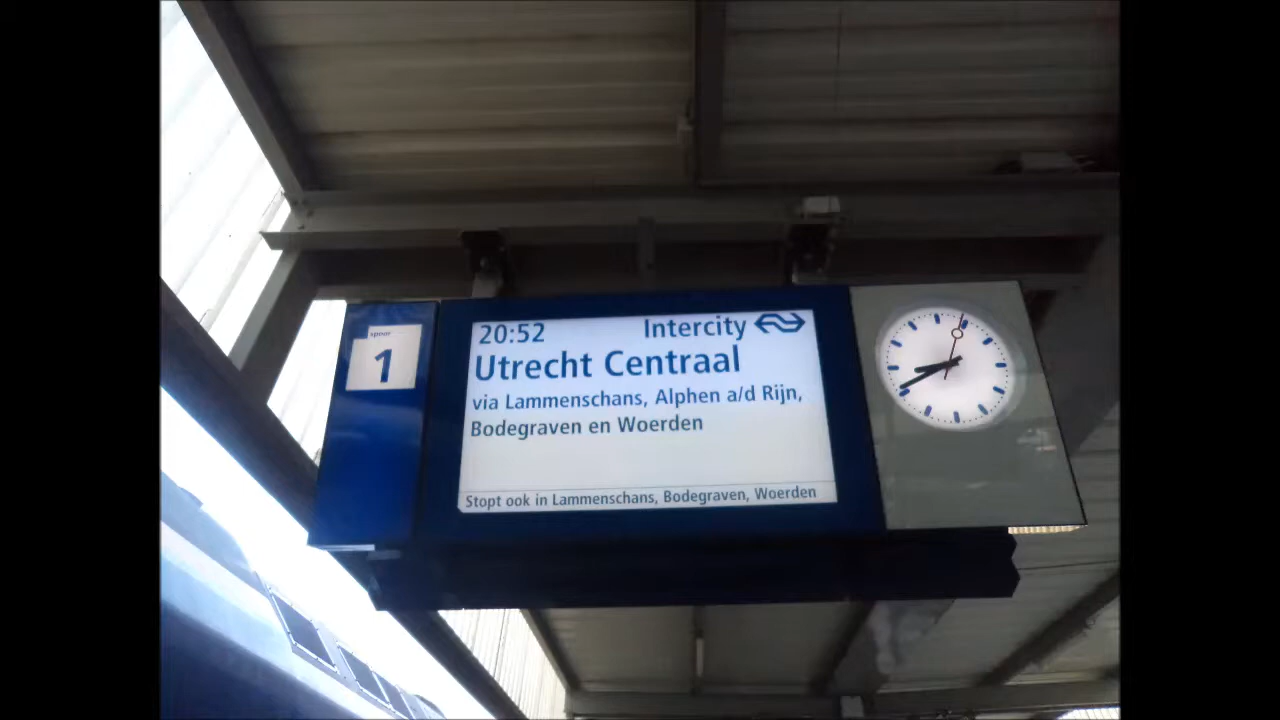 spoor
1
20:52 Intercity
Utrecht Centraal
via Lammenschans, Alphen a/d Rijn,
Bodegraven en Woerden
Stopt ook in Lammenschans, Bodegraven, Woerden